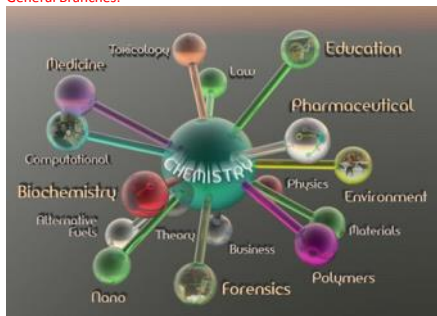 General Branches:
Toxicology
Education
Medicine
Law
Pharmaceutical
Computational
CHEMISTRY
Biochemistry
Physics
Environment
Alternative
Fuels
Theory
Business
Materials
Nano
Forensics
Polymers